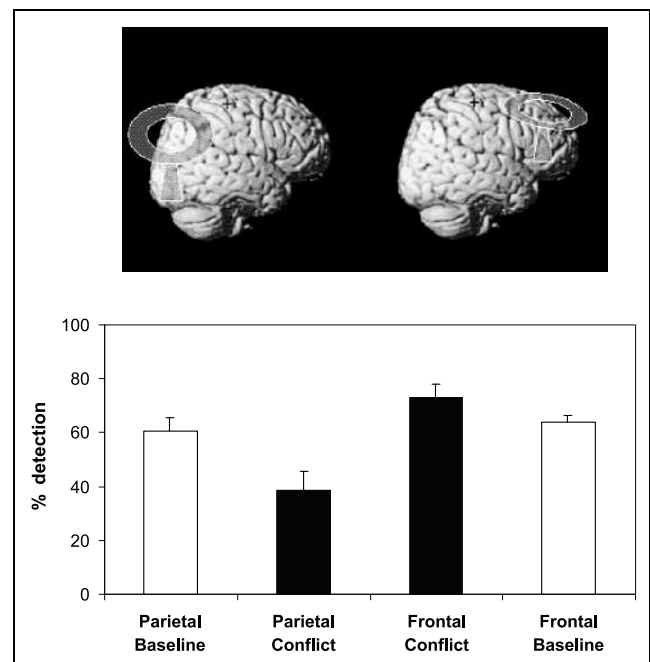 100
80
60
40
20
0
% detection
Parietal Baseline
Parietal Conflict
Frontal Conflict
Frontal Baseline